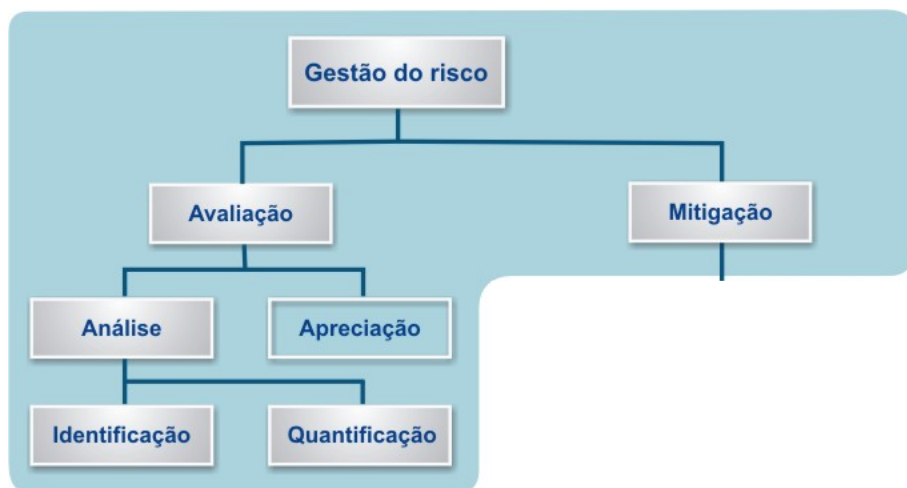 Gestão do risco
Avaliação
Mitigação
Análise
Apreciação
Identificação
Quantificação